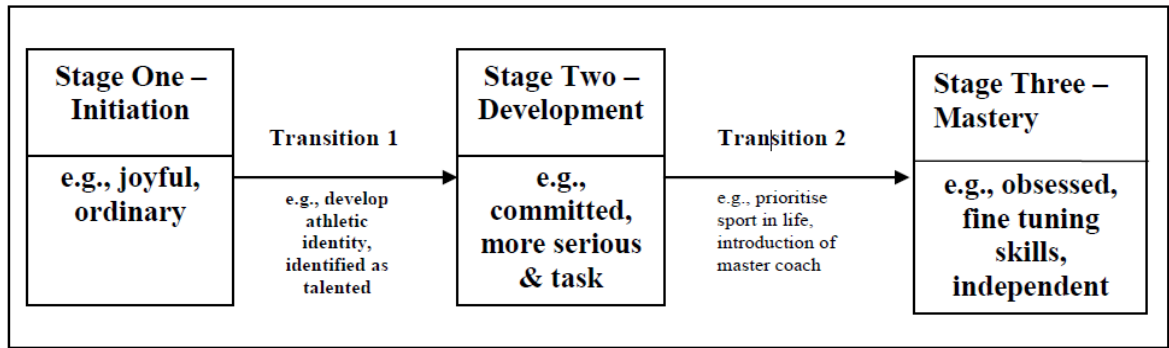 Stage One –
Initiation
e.g., joyful,
ordinary
Transition 1
e.g., develop
athletic
identity,
identified as
talented
Stage Two –
Development
e.g.,
committed,
more serious
& task
Transition 2
e.g., prioritise
sport in life,
introduction of
master coach
Stage Three –
Mastery
e.g., obsessed,
fine tuning
skills,
independent